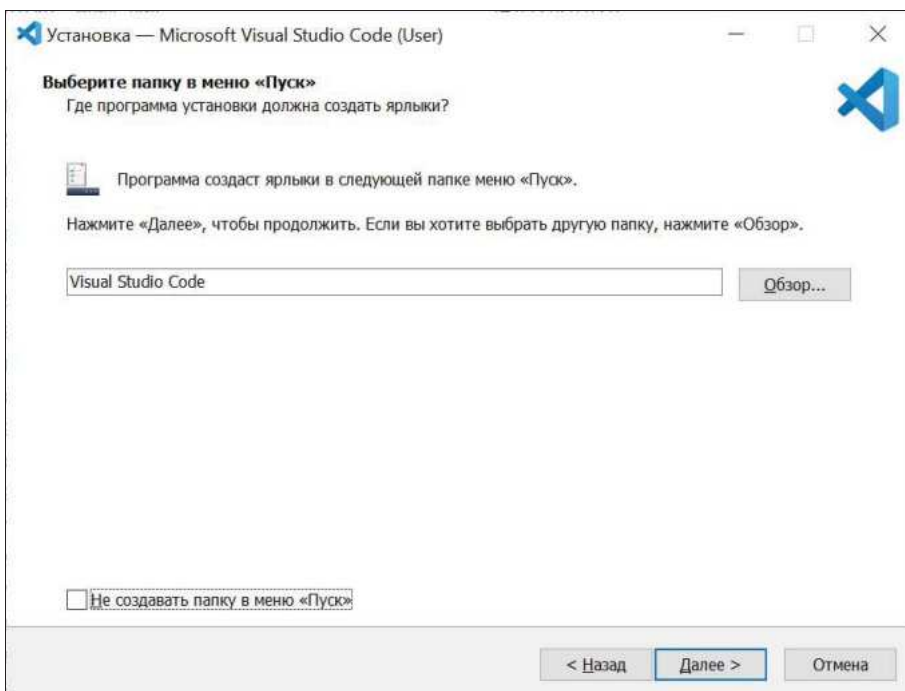 Установка — Microsoft Visual Studio Code (User)
Выберите папку в меню «Пуск»
Где программа установки должна создать ярлыки?
Программа создаст ярлыки в следующей папке меню «Пуск».
Нажмите «Далее», чтобы продолжить. Если вы хотите выбрать другую папку, нажмите «Обзор».
Visual Studio Code
Обзор...
Не создавать папку в меню «Пуск»
< Назад
Далее >
Отмена